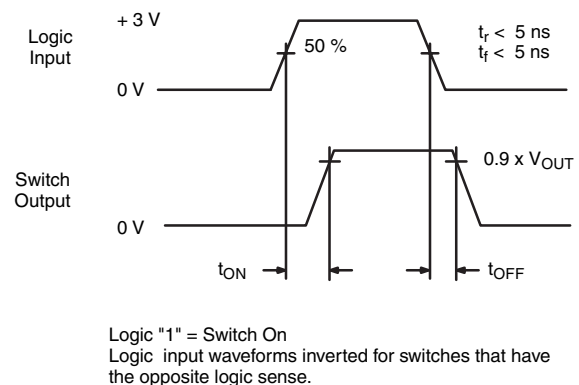 Logic
Input
+ 3 V
50 %
0 V
tr < 5 ns
tf < 5 ns
Switch
Output
0.9 x VOUT
0 V
tON
tOFF
Logic "1" = Switch On
Logic input waveforms inverted for switches that have
the opposite logic sense.